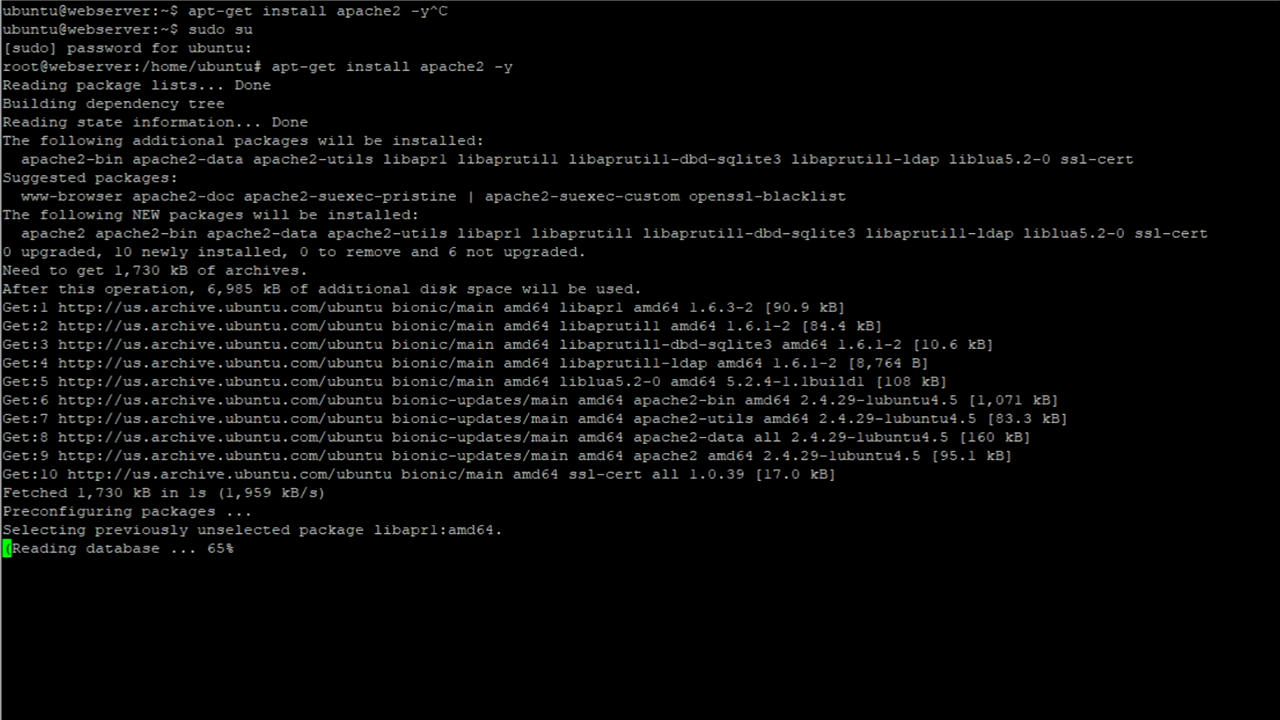 ubuntu@webserver:~$ apt-get install apache2 -y^C
ubuntu@webserver:~$ sudo su
[sudo] password for ubuntu:
root@webserver:/home/ubuntu# apt-get install apache2 -y
Reading package lists... Done
Building dependency tree
Reading state information... Done
The following additional packages will be installed:
  apache2-bin apache2-data apache2-utils libapr1 libaprutil1 libaprutil1-dbd-sqlite3 libaprutil1-ldap liblua5.2-0 ssl-cert
Suggested packages:
  www-browser apache2-doc apache2-suexec-pristine | apache2-suexec-custom openssl-blacklist
The following NEW packages will be installed:
  apache2 apache2-bin apache2-data apache2-utils libapr1 libaprutil1 libaprutil1-dbd-sqlite3 libaprutil1-ldap liblua5.2-0 ssl-cert
0 upgraded, 10 newly installed, 0 to remove and 6 not upgraded.
Need to get 1,730 kB of archives.
After this operation, 6,985 kB of additional disk space will be used.
Get:1 http://us.archive.ubuntu.com/ubuntu bionic/main amd64 libapr1 amd64 1.6.3-2 [90.9 kB]
Get:2 http://us.archive.ubuntu.com/ubuntu bionic/main amd64 libaprutil1 amd64 1.6.1-2 [84.4 kB]
Get:3 http://us.archive.ubuntu.com/ubuntu bionic/main amd64 libaprutil1-dbd-sqlite3 amd64 1.6.1-2 [10.6 kB]
Get:4 http://us.archive.ubuntu.com/ubuntu bionic/main amd64 libaprutil1-ldap amd64 1.6.1-2 [8,764 B]
Get:5 http://us.archive.ubuntu.com/ubuntu bionic/main amd64 liblua5.2-0 amd64 5.2.4-1.1build1 [108 kB]
Get:6 http://us.archive.ubuntu.com/ubuntu bionic-updates/main amd64 apache2-bin amd64 2.4.29-1ubuntu4.5 [1,071 kB]
Get:7 http://us.archive.ubuntu.com/ubuntu bionic-updates/main amd64 apache2-utils amd64 2.4.29-1ubuntu4.5 [83.3 kB]
Get:8 http://us.archive.ubuntu.com/ubuntu bionic-updates/main amd64 apache2-data all 2.4.29-1ubuntu4.5 [160 kB]
Get:9 http://us.archive.ubuntu.com/ubuntu bionic-updates/main amd64 apache2 amd64 2.4.29-1ubuntu4.5 [95.1 kB]
Get:10 http://us.archive.ubuntu.com/ubuntu bionic/main amd64 ssl-cert all 1.0.39 [17.0 kB]
Fetched 1,730 kB in 1s (1,959 kB/s)
Preconfiguring packages ...
Selecting previously unselected package libapr1:amd64.
(Reading database ... 65%